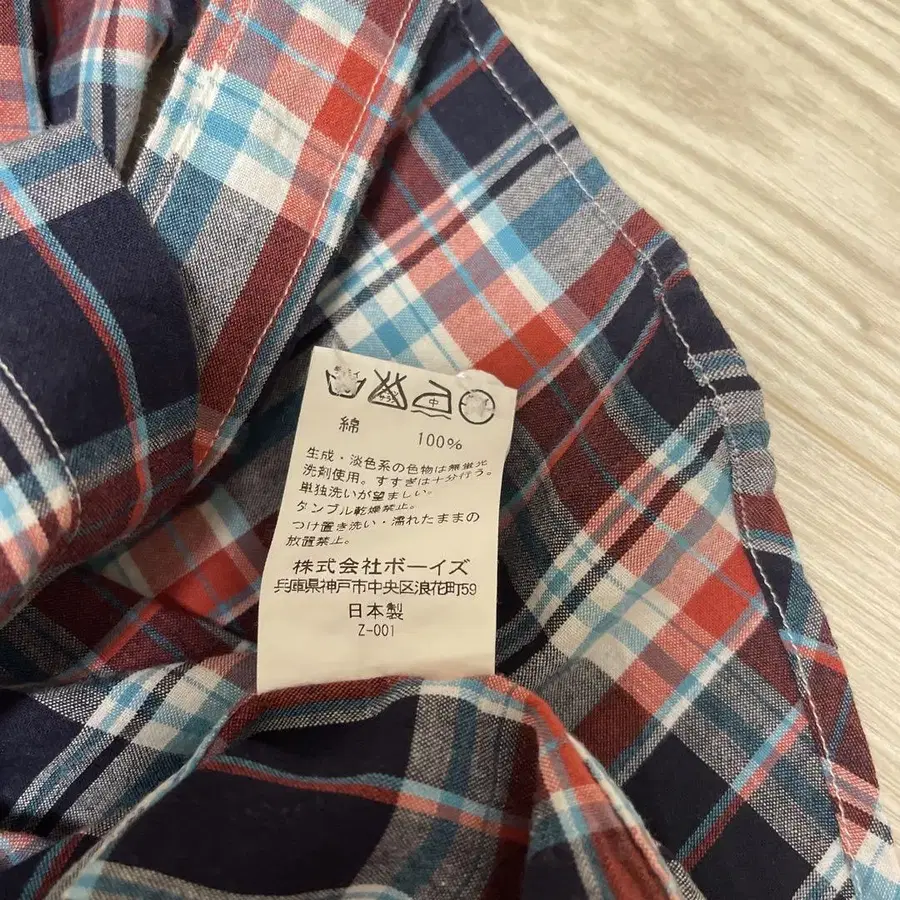 中
綿
100%
生成・淡色系の色物は無蛍光
洗剤使用。すすぎは十分行う。
単独洗いが望ましい。
タンブル乾燥禁止。
つけ置き洗い・濡れたままの
放置禁止。
株式会社ボーイズ
兵庫県神戸市中央区浪花町59
日本製
Z-001